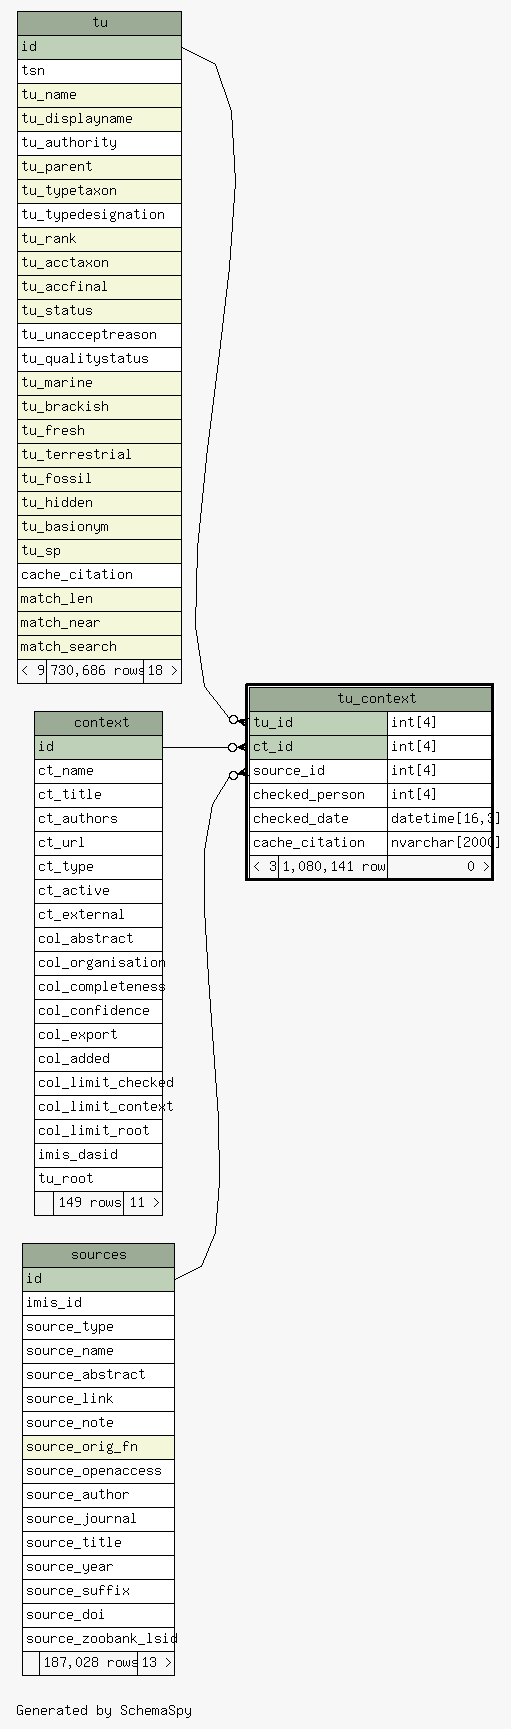 tu
id
tsn
tu_name
tu_displayname
tu_authority
tu_parent
tu_typetaxon
tu_typedesignation
tu_rank
tu_acctaxon
tu_accfinal
tu_status
tu_unacceptreason
tu_qualitystatus
tu_marine
tu_brackish
tu_fresh
tu_terrestrial
tu_fossil
tu_hidden
tu_basionym
tu_sp
cache_citation
match_len
match_near
match_search
< 9 730,686 rows 18 >
tu_context
tu_id int[4]
ct_id int[4]
source_id int[4]
checked_person int[4]
checked_date datetime[16,3]
cache_citation nvarchar[2000]
< 3 1,080,141 row 0 >
context
id
ct_name
ct_title
ct_authors
ct_url
ct_type
ct_active
ct_external
col_abstract
col_organisation
col_completeness
col_confidence
col_export
col_added
col_limit_checked
col_limit_context
col_limit_root
imis_dasid
tu_root
149 rows 11 >
sources
id
imis_id
source_type
source_name
source_abstract
source_link
source_note
source_orig_fn
source_openaccess
source_author
source_journal
source_title
source_year
source_suffix
source_doi
source_zoobank_lsid
187,028 rows 13 >
Generated by SchemaSpy